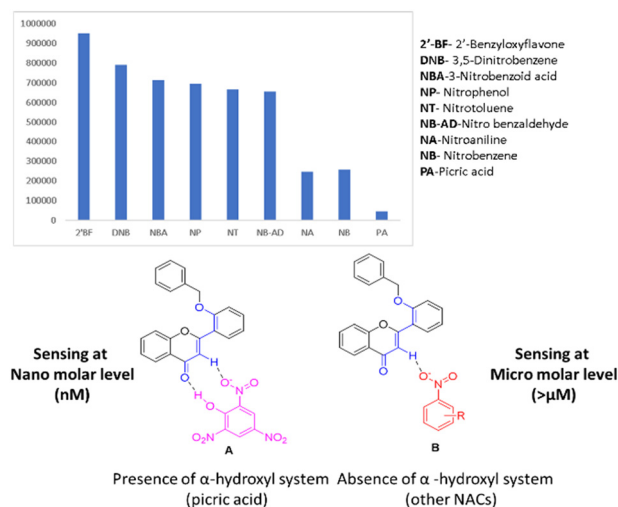 1000000
900000
800000
700000
600000
500000
400000
300000
200000
100000
0
2'BF DNB NBA NP NT NB-AD NA NB PA
2'-BF- 2'-Benzyloxyflavone
DNB- 3,5-Dinitrobenzene
NBA-3-Nitrobenzoid acid
NP- Nitrophenol
NT- Nitrotoluene
NB-AD-Nitro benzaldehyde
NA-Nitroaniline
NB- Nitrobenzene
PA-Picric acid
Sensing at
Nano molar level
(nM)
O
O
H
O
H
O
O⁻
N
O
O₂N
NO₂
A
O
O
H
O
O⁻
N
O
R
B
Sensing at
Micro molar level
(>μM)
Presence of α-hydroxyl system
(picric acid)
Absence of α -hydroxyl system
(other NACs)